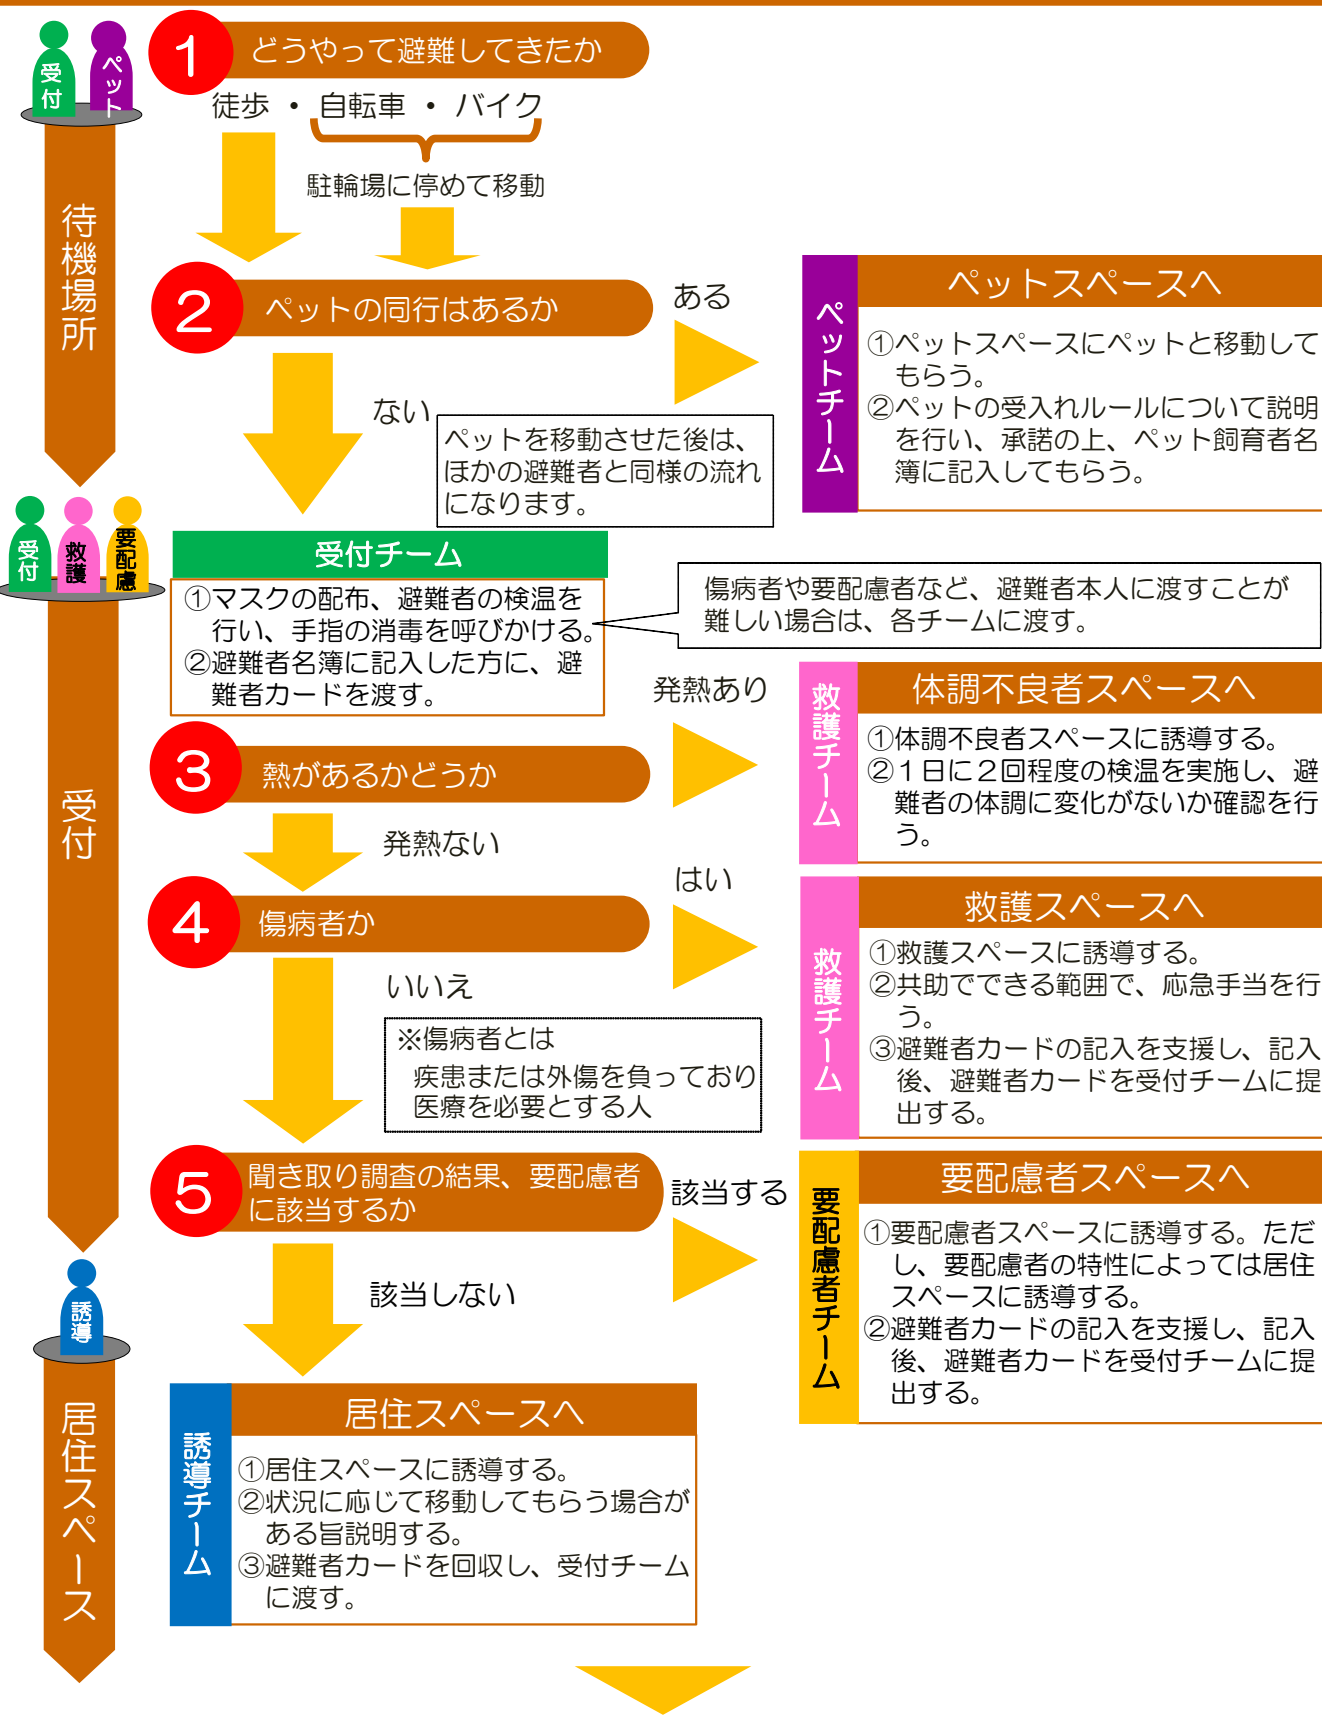 受付
ペット
1
どうやって避難してきたか
徒歩 ・ 自転車 ・ バイク
駐輪場に停めて移動
待機場所
2
ペットの同行はあるか
ある
ない
ペットを移動させた後は、
ほかの避難者と同様の流れ
になります。
ペットチーム
ペットスペースへ
①ペットスペースにペットと移動して
もらう。
②ペットの受入れルールについて説明
を行い、承諾の上、ペット飼育者名
簿に記入してもらう。
受付
救護
要配慮
受付チーム
①マスクの配布、避難者の検温を
行い、手指の消毒を呼びかける。
②避難者名簿に記入した方に、避
難者カードを渡す。
傷病者や要配慮者など、避難者本人に渡すことが
難しい場合は、各チームに渡す。
受付
3
熱があるかどうか
発熱あり
発熱ない
救護チーム
体調不良者スペースへ
①体調不良者スペースに誘導する。
②1日に2回程度の検温を実施し、避
難者の体調に変化がないか確認を行
う。
4
傷病者か
はい
いいえ
※傷病者とは
疾患または外傷を負っており
医療を必要とする人
救護チーム
救護スペースへ
①救護スペースに誘導する。
②共助でできる範囲で、応急手当を行
う。
③避難者カードの記入を支援し、記入
後、避難者カードを受付チームに提
出する。
5
聞き取り調査の結果、要配慮者
に該当するか
該当する
該当しない
要配慮者チーム
要配慮者スペースへ
①要配慮者スペースに誘導する。ただ
し、要配慮者の特性によっては居住
スペースに誘導する。
②避難者カードの記入を支援し、記入
後、避難者カードを受付チームに提
出する。
誘導
居住スペース
誘導チーム
居住スペースへ
①居住スペースに誘導する。
②状況に応じて移動してもらう場合が
ある旨説明する。
③避難者カードを回収し、受付チーム
に渡す。